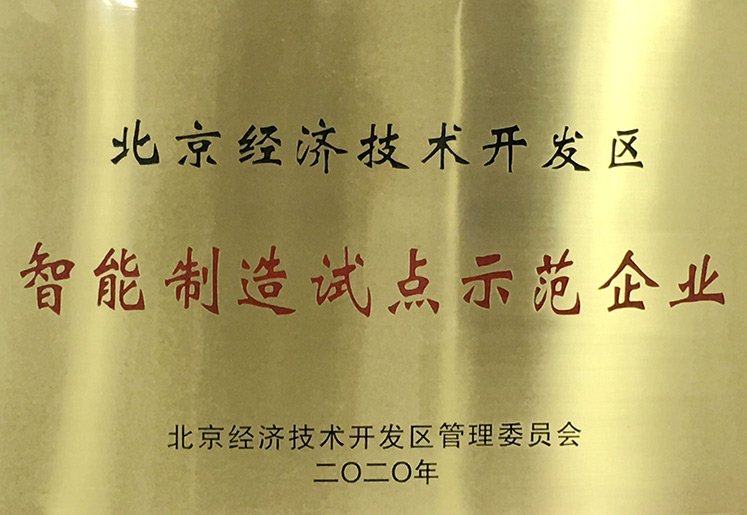 北京经济技术开发区
智能制造试点示范企业
北京经济技术开发区管理委员会
二〇二〇年